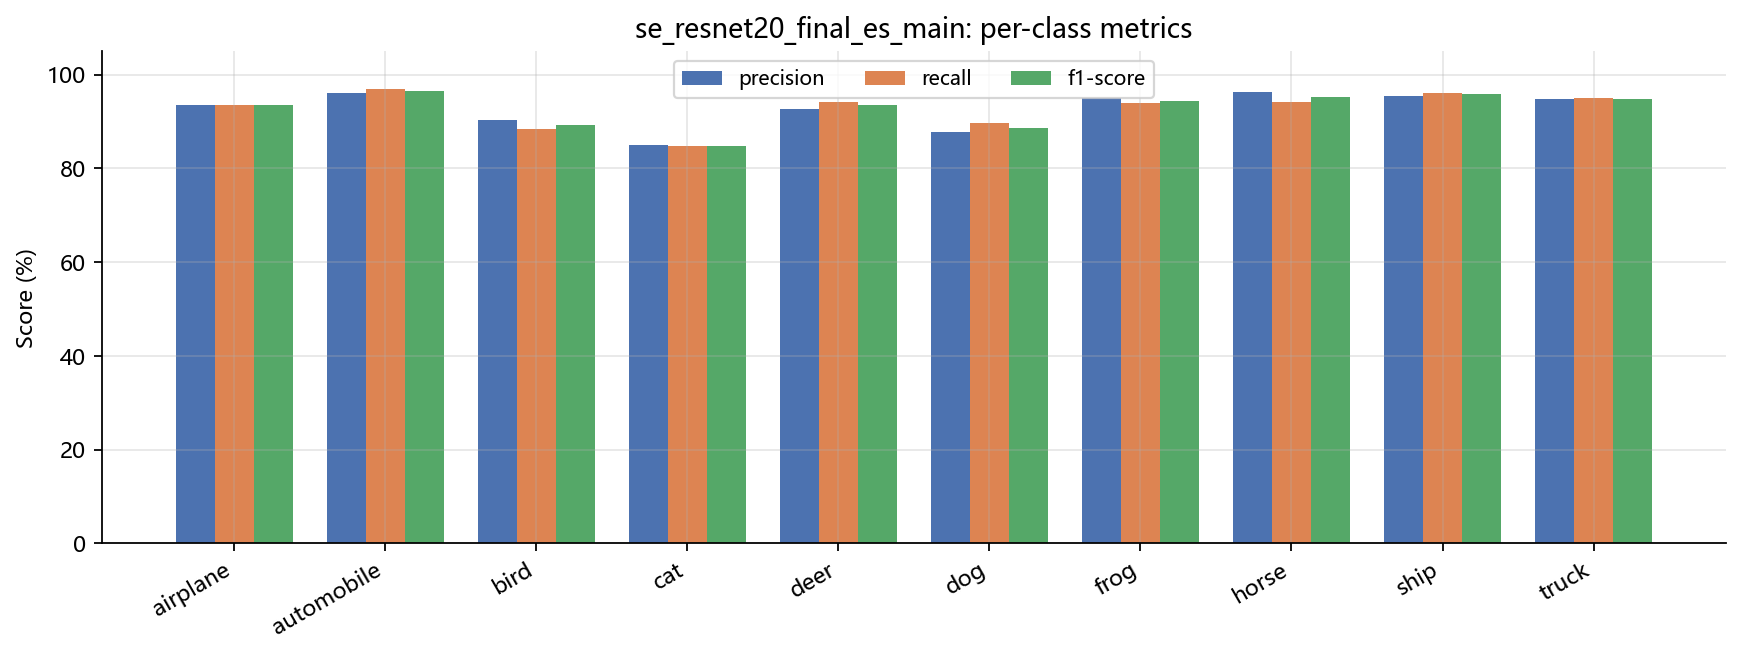 se_resnet20_final_es_main: per-class metrics
precision recall f1-score
100
80
60
40
20
0
Score (%)
airplane automobile bird cat deer dog frog horse ship truck